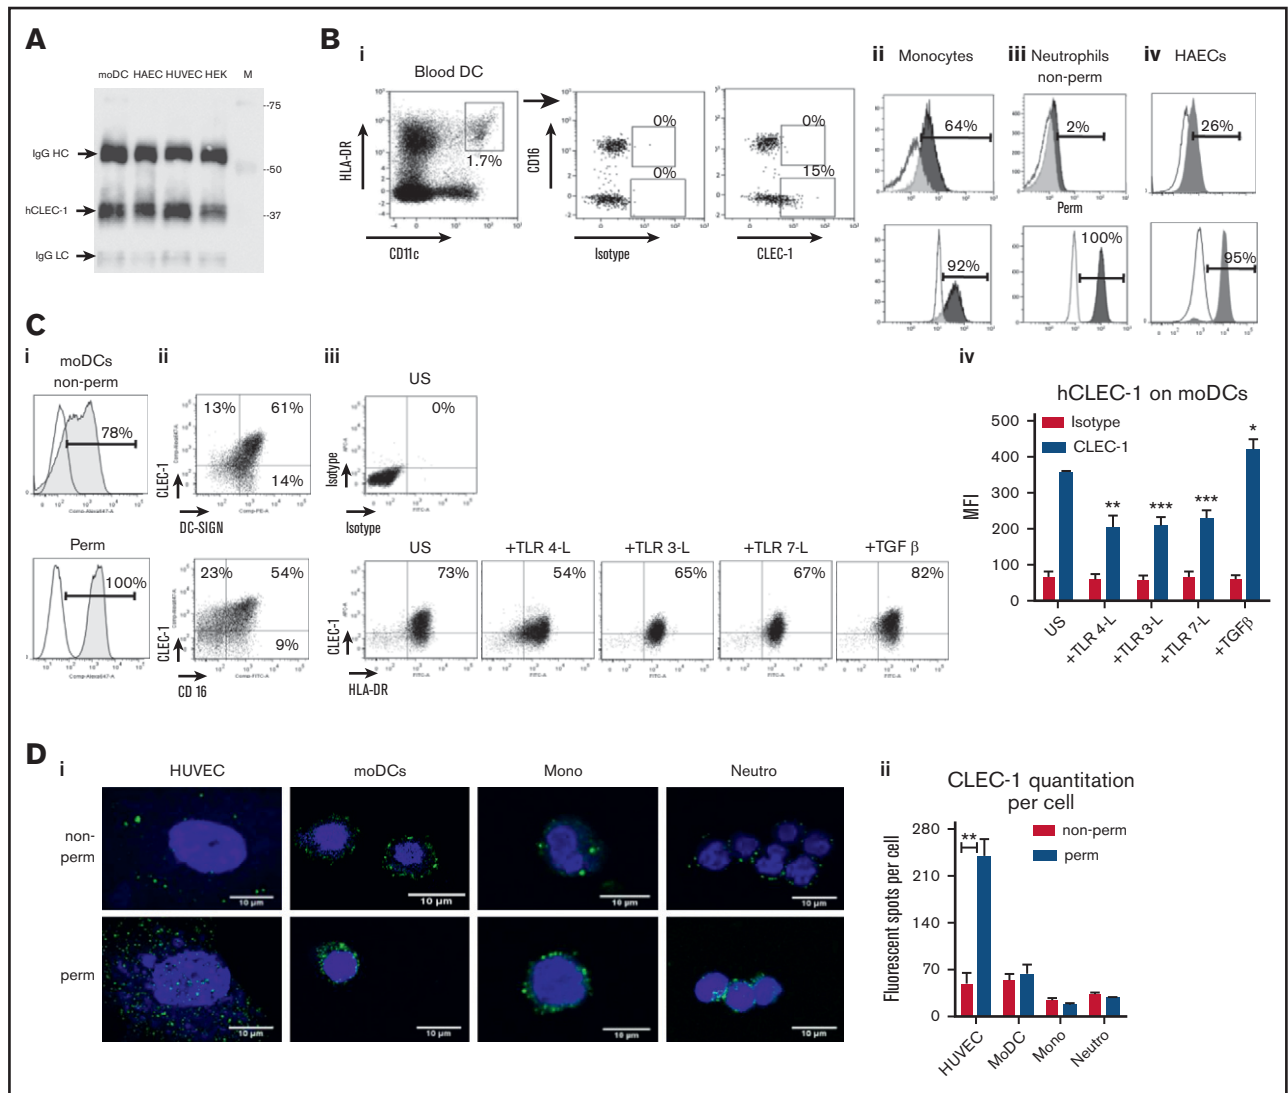 A
moDC HAEC HUVEC HEK M
IgG HC
hCLEC-1
IgG LC
-75
-50
-37
B
i
Blood DC
HLA-DR
CD11c
1.7%
CD16
0%
0%
Isotype
0%
15%
CLEC-1
ii Monocytes
64%
92%
iii Neutrophils
non-perm
2%
Perm
100%
iv HAECs
26%
95%
C
i
moDCs
non-perm
78%
Perm
100%
ii
13% 61%
14%
CLEC-1
DC-SIGN
23% 54%
9%
CLEC-1
CD 16
iii
US
0%
Isotype
Isotype
US +TLR 4-L +TLR 3-L +TLR 7-L +TGF β
73% 54% 65% 67% 82%
CLEC-1
HLA-DR
iv
hCLEC-1 on moDCs
Isotype
CLEC-1
MFI
500
400
300
200
100
0
** *** *** *
US +TLR 4-L +TLR 3-L +TLR 7-L +TGFβ
D
i
HUVEC moDCs Mono Neutro
non-
perm
10 µm 10 µm 10 µm 10 µm
perm
10 µm 10 µm 10 µm 10 µm
ii
CLEC-1 quantitation
per cell
non-perm
perm
Fluorescent spots per cell
280
210
140
70
0
**
HUVEC MoDC Mono Neutro